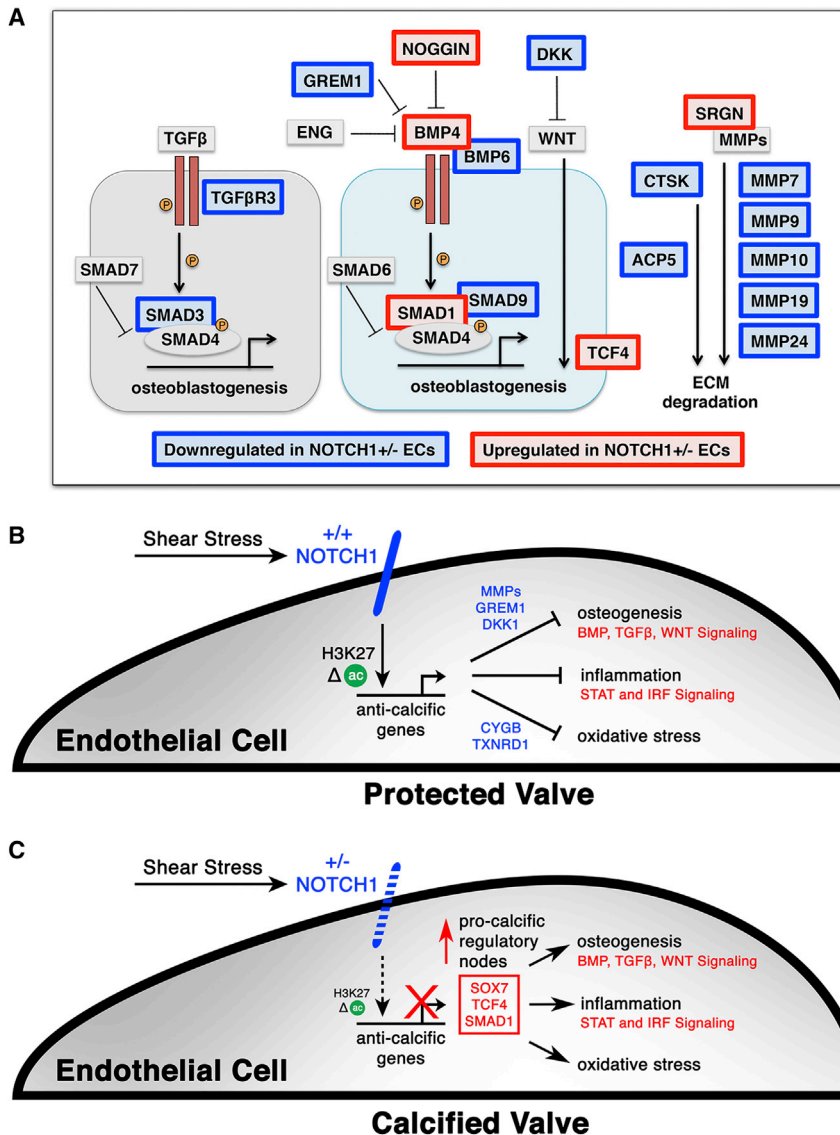 A
NOGGIN
DKK
GREM1
SRGN
TGFβ
ENG
BMP4
WNT
MMPs
BMP6
CTSK
MMP7
TGFβR3
P
P
MMP9
P
P
ACP5
MMP10
SMAD7
SMAD6
SMAD9
MMP19
SMAD3
SMAD1
P
P
SMAD4
SMAD4
MMP24
TCF4
osteoblastogenesis
osteoblastogenesis
ECM
degradation
Downregulated in NOTCH1+/- ECs
Upregulated in NOTCH1+/- ECs
B
Shear Stress
+/+
NOTCH1
MMPs
GREM1
DKK1
osteogenesis
BMP, TGFβ, WNT Signaling
H3K27
Δ ac
inflammation
STAT and IRF Signaling
anti-calcific
genes
CYGB
TXNRD1
oxidative stress
Endothelial Cell
Protected Valve
C
Shear Stress
+/-
NOTCH1
pro-calcific
regulatory
nodes
osteogenesis
BMP, TGFβ, WNT Signaling
H3K27
Δ ac
SOX7
TCF4
SMAD1
inflammation
STAT and IRF Signaling
anti-calcific
genes
oxidative stress
Endothelial Cell
Calcified Valve